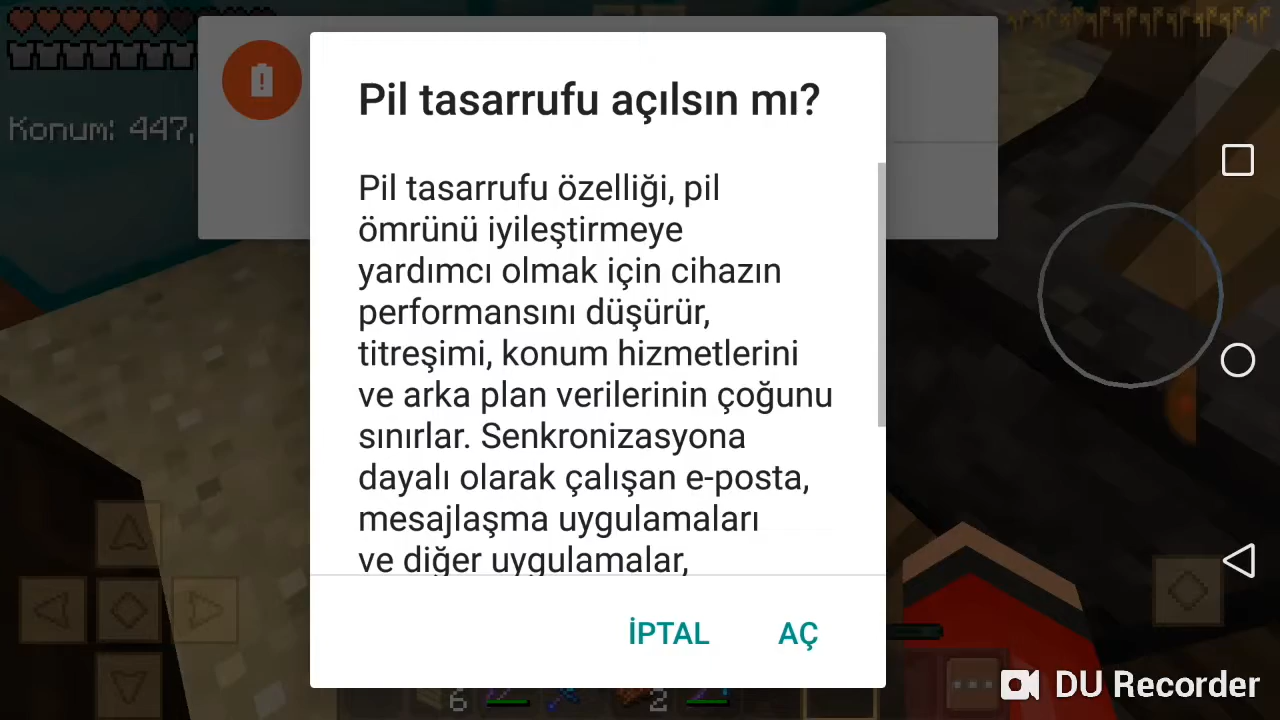 Konum: 447,
Pil tasarrufu açılsın mı?
Pil tasarrufu özelliği, pil
ömrünü iyileştirmeye
yardımcı olmak için cihazın
performansını düşürür,
titreşimi, konum hizmetlerini
ve arka plan verilerinin çoğunu
sınırlar. Senkronizasyona
dayalı olarak çalışan e-posta,
mesajlaşma uygulamaları
ve diğer uygulamalar,
İPTAL AÇ
6 2
DU Recorder